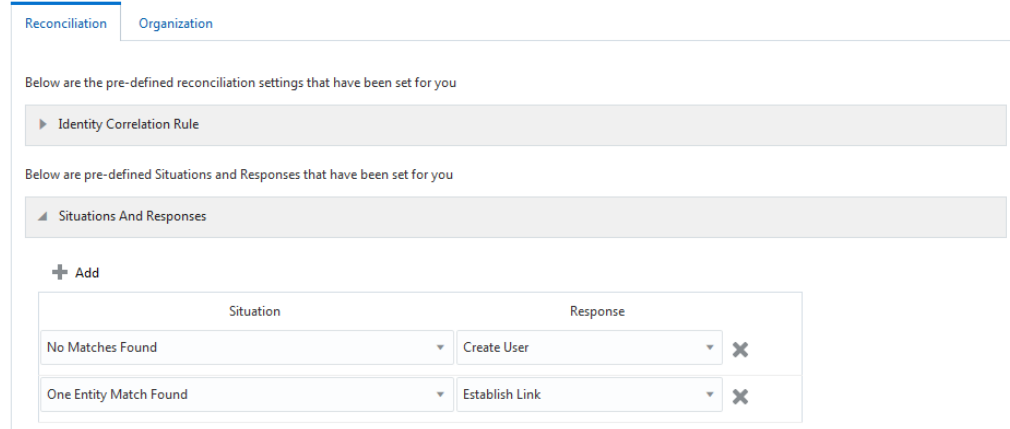 Reconciliation Organization
Below are the pre-defined reconciliation settings that have been set for you
Identity Correlation Rule
Below are pre-defined Situations and Responses that have been set for you
Situations And Responses
Add
Situation Response
No Matches Found Create User
One Entity Match Found Establish Link